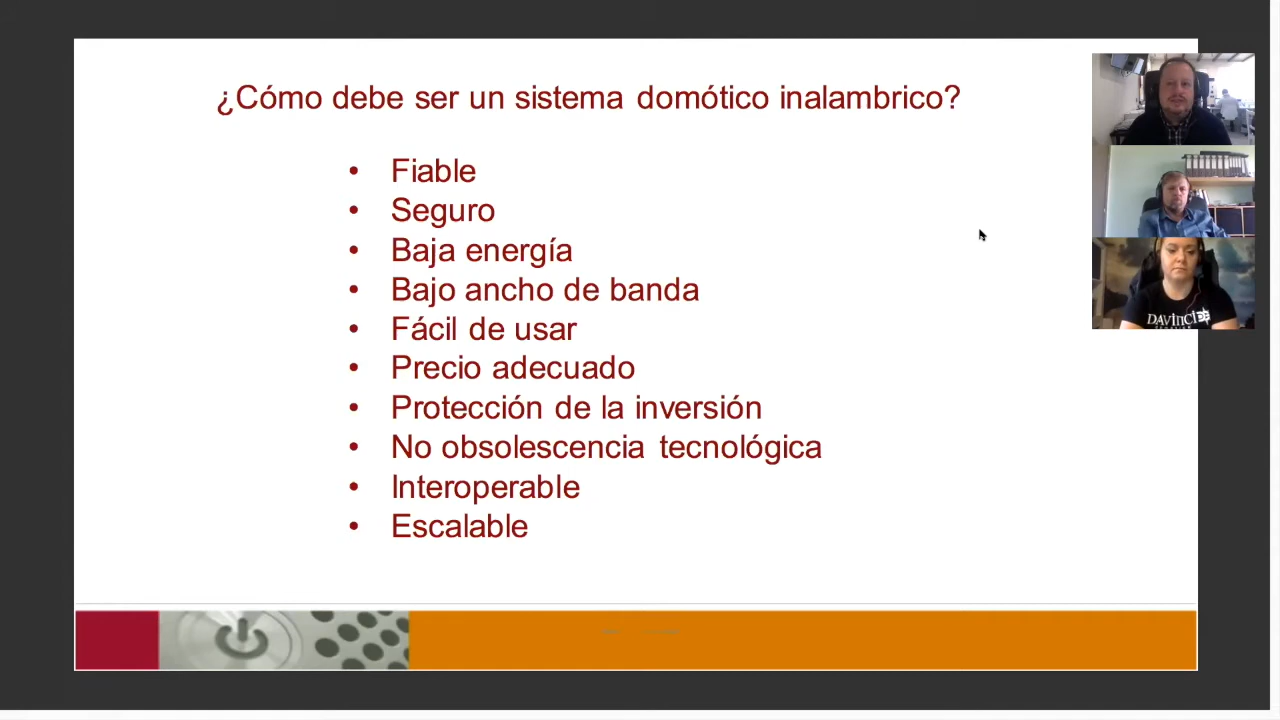 ¿Cómo debe ser un sistema domótico inalambrico?
• Fiable
• Seguro
• Baja energía
• Bajo ancho de banda
• Fácil de usar
• Precio adecuado
• Protección de la inversión
• No obsolescencia tecnológica
• Interoperable
• Escalable
DAVINCI